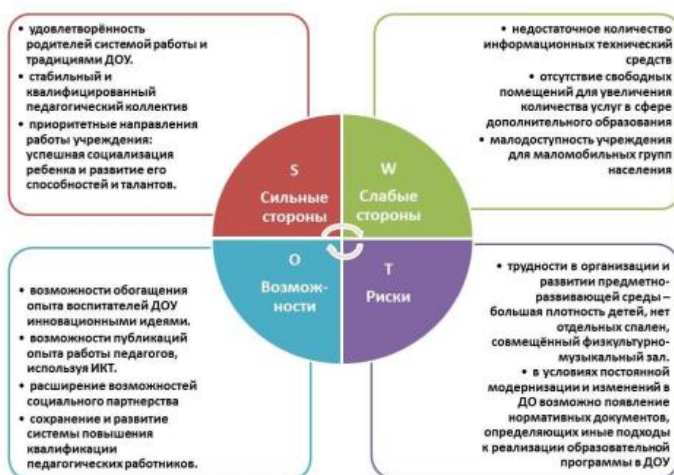 • удовлетворённость
родителей системой работы и
традициями ДОУ.
• стабильный и
квалифицированный
педагогический коллектив
• приоритетные направления
работы учреждения:
успешная социализация
ребенка и развитие его
способностей и талантов.
• недостаточное количество
информационных технический
средств
• отсутствие свободных
помещений для увеличения
количества услуг в сфере
дополнительного образования
• малодоступность учреждения
для маломобильных групп
населения
S
Сильные
стороны
W
Слабые
стороны
O
Возмож-
ности
T
Риски
• возможности обогащения
опыта воспитателей ДОУ
инновационными идеями.
• возможности публикаций
опыта работы педагогов,
используя ИКТ.
• расширение возможностей
социального партнерства
• сохранение и развитие
системы повышения
квалификации
педагогических работников.
• трудности в организации и
развитии предметно-
развивающей среды –
большая плотность детей, нет
отдельных спален,
совмещённый физкультурно-
музыкальный зал.
• в условиях постоянной
модернизации и изменений в
ДО возможно появление
нормативных документов,
определяющих иные подходы
к реализации образовательной
программы в ДОУ